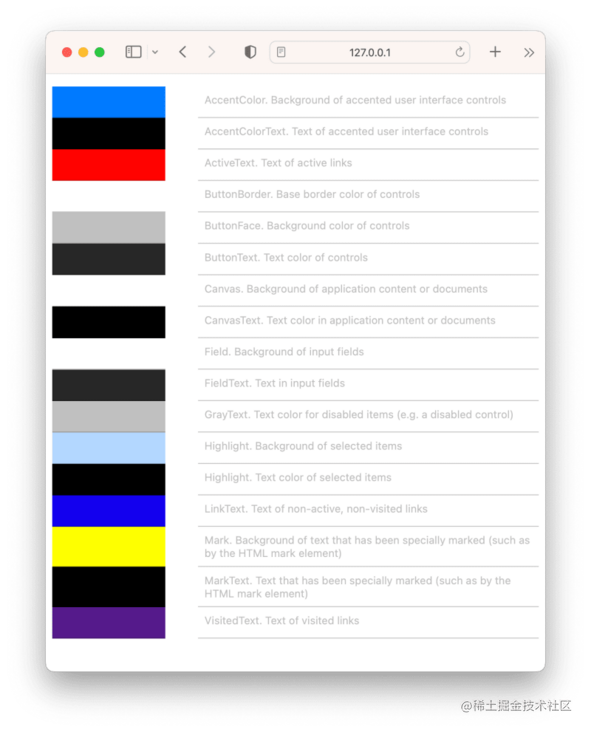 127.0.0.1
AccentColor. Background of accented user interface controls
AccentColorText. Text of accented user interface controls
ActiveText. Text of active links
ButtonBorder. Base border color of controls
ButtonFace. Background color of controls
ButtonText. Text color of controls
Canvas. Background of application content or documents
CanvasText. Text color in application content or documents
Field. Background of input fields
FieldText. Text in input fields
GrayText. Text color for disabled items (e.g. a disabled control)
Highlight. Background of selected items
Highlight. Text color of selected items
LinkText. Text of non-active, non-visited links
Mark. Background of text that has been specially marked (such as
by the HTML mark element)
MarkText. Text that has been specially marked (such as by the
HTML mark element)
VisitedText. Text of visited links
@稀土掘金技术社区